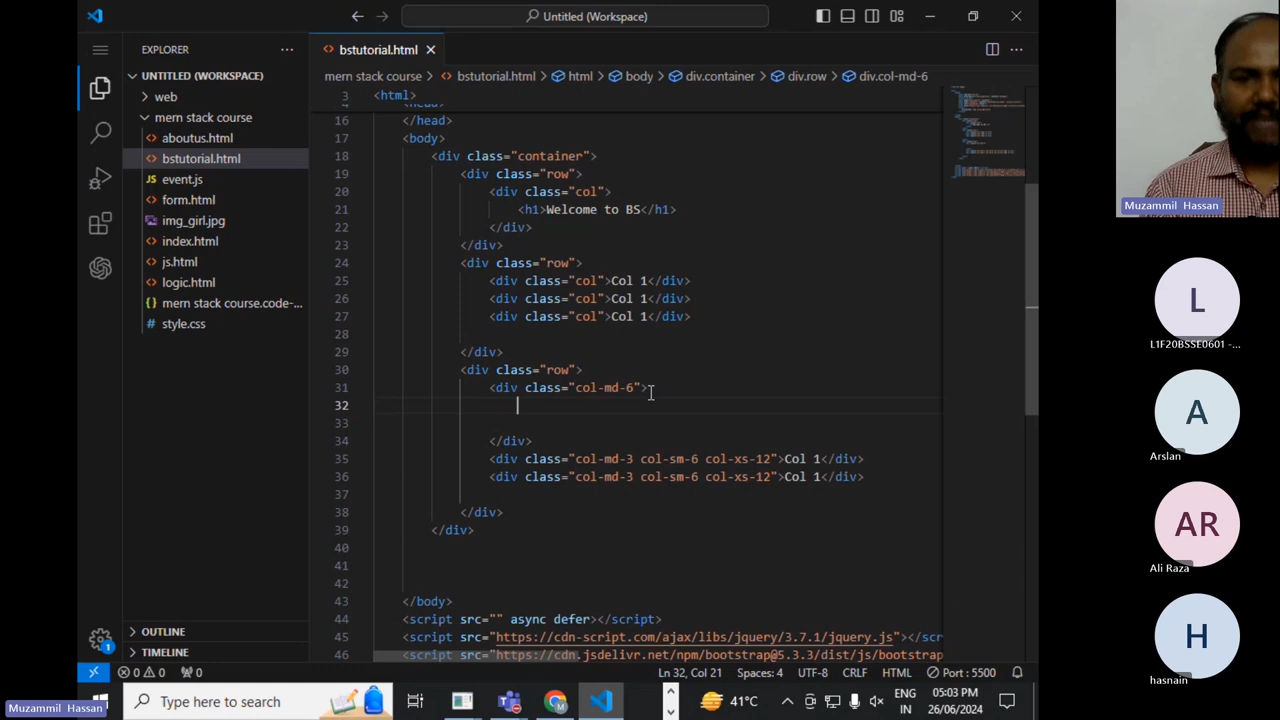 Untitled (Workspace)
EXPLORER
bstutorial.html
UNTITLED (WORKSPACE)
web
mern stack course
aboutus.html
bstutorial.html
event.js
form.html
img_girl.jpg
index.html
js.html
logic.html
mern stack course.code-...
style.css
OUTLINE
TIMELINE
mern stack course > bstutorial.html > html > body > div.container > div.row > div.col-md-6
3 <html>
16 </head>
17 <body>
18 <div class="container">
19 <div class="row">
20 <div class="col">
21 <h1>Welcome to BS</h1>
22 </div>
23 </div>
24 <div class="row">
25 <div class="col">Col 1</div>
26 <div class="col">Col 1</div>
27 <div class="col">Col 1</div>
28
29 </div>
30 <div class="row">
31 <div class="col-md-6">
32
33
34 </div>
35 <div class="col-md-3 col-sm-6 col-xs-12">Col 1</div>
36 <div class="col-md-3 col-sm-6 col-xs-12">Col 1</div>
37
38 </div>
39 </div>
40
41
42
43 </body>
44 <script src="" async defer></script>
45 <script src="https://cdn-script.com/ajax/libs/jquery/3.7.1/jquery.js"></scr
46 <script src="https://cdn.jsdelivr.net/npm/bootstrap@5.3.3/dist/js/bootstrap
0 0 0
Ln 32, Col 21 Spaces: 4 UTF-8 CRLF HTML Port : 5500
Type here to search
41°C
ENG
IN
05:03 PM
26/06/2024
Muzammil Hassan
Muzammil Hassan
L
L1F20BSSE0601 -...
A
Arslan
AR
Ali Raza
H
hasnain